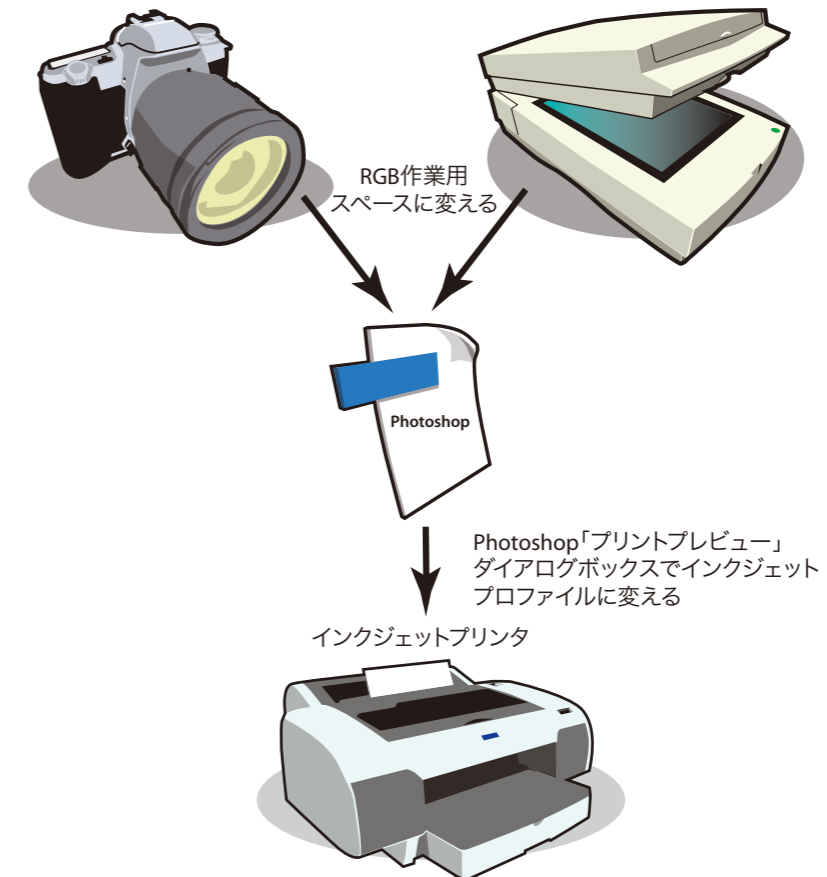 RGB作業用
スペースに変える
Photoshop
Photoshop「プリントプレビュー」
ダイアログボックスでインクジェット
プロファイルに変える
インクジェットプリンタ